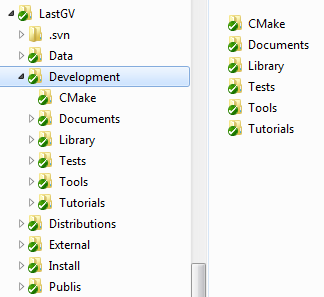 LastGV
.svn
Data
Development
CMake
Documents
Library
Tests
Tools
Tutorials
Distributions
External
Install
Publis
CMake
Documents
Library
Tests
Tools
Tutorials